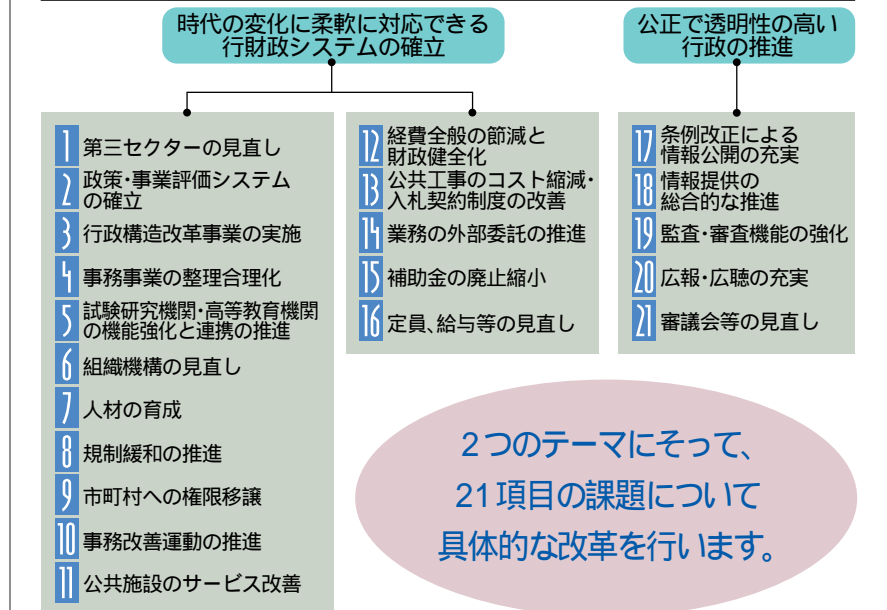 時代の変化に柔軟に対応できる
行財政システムの確立
公正で透明性の高い
行政の推進
1 第三セクターの見直し
2 政策・事業評価システム
の確立
3 行政構造改革事業の実施
4 事務事業の整理合理化
5 試験研究機関・高等教育機関
の機能強化と連携の推進
6 組織機構の見直し
7 人材の育成
8 規制緩和の推進
9 市町村への権限移譲
10 事務改善運動の推進
11 公共施設のサービス改善
12 経費全般の節減と
財政健全化
13 公共工事のコスト縮減・
入札契約制度の改善
14 業務の外部委託の推進
15 補助金の廃止縮小
16 定員、給与等の見直し
17 条例改正による
情報公開の充実
18 情報提供の
総合的な推進
19 監査・審査機能の強化
20 広報・広聴の充実
21 審議会等の見直し
2つのテーマにそって、
21項目の課題について
具体的な改革を行います。